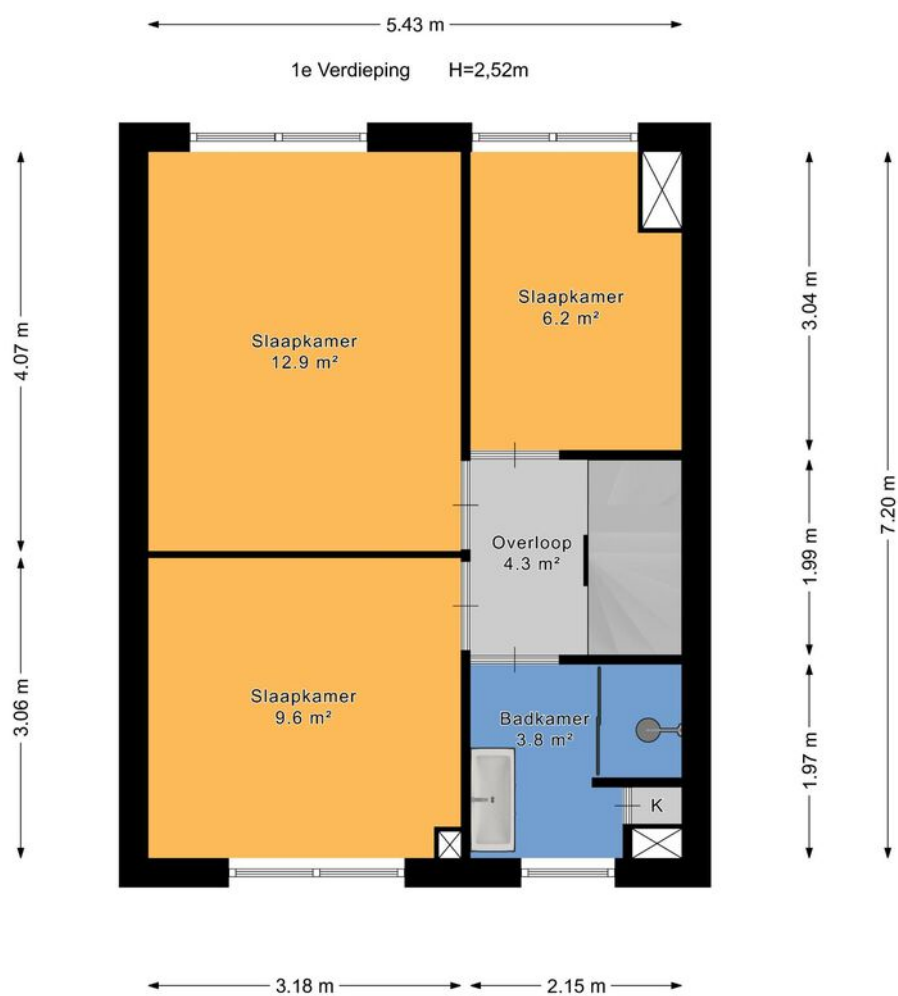 5.43 m
1e Verdieping H=2,52m
4.07 m
3.06 m
Slaapkamer
12.9 m²
Slaapkamer
6.2 m²
Overloop
4.3 m²
Slaapkamer
9.6 m²
Badkamer
3.8 m²
K
3.04 m
1.99 m
1.97 m
7.20 m
3.18 m
2.15 m